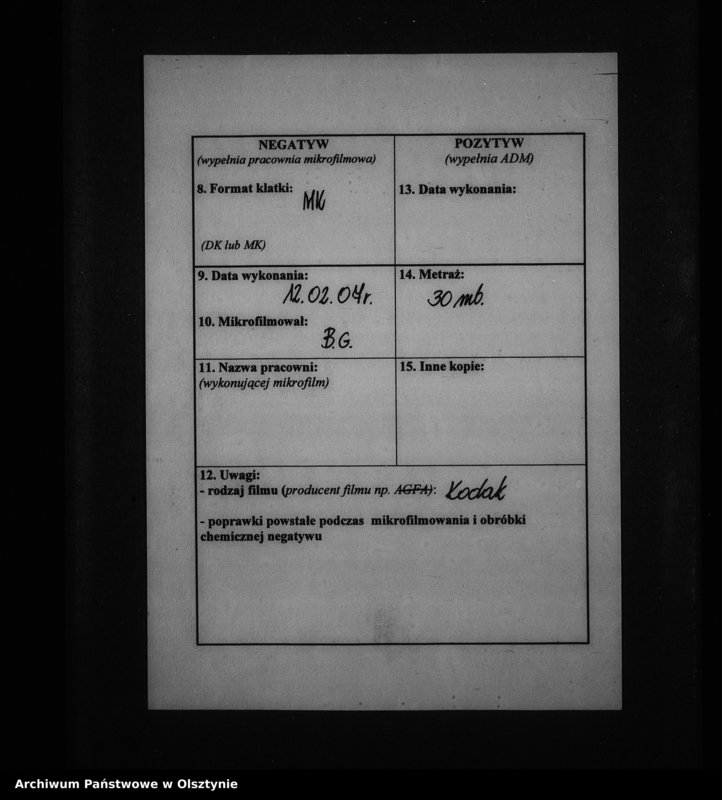 NEGATYW
(wypełnia pracownia mikrofilmowa)
8. Format klatki:
MK
(DK lub MK)
POZYTYW
(wypełnia ADM)
13. Data wykonania:
9. Data wykonania:
12.02.04r.
10. Mikrofilmował:
B.G.
14. Metraż:
30 mb.
11. Nazwa pracowni:
(wykonującej mikrofilm)
15. Inne kopie:
12. Uwagi:
- rodzaj filmu (producent filmu np. AGFA): Kodak
- poprawki powstałe podczas mikrofilmowania i obróbki
chemicznej negatywu
Archiwum Państwowe w Olsztynie